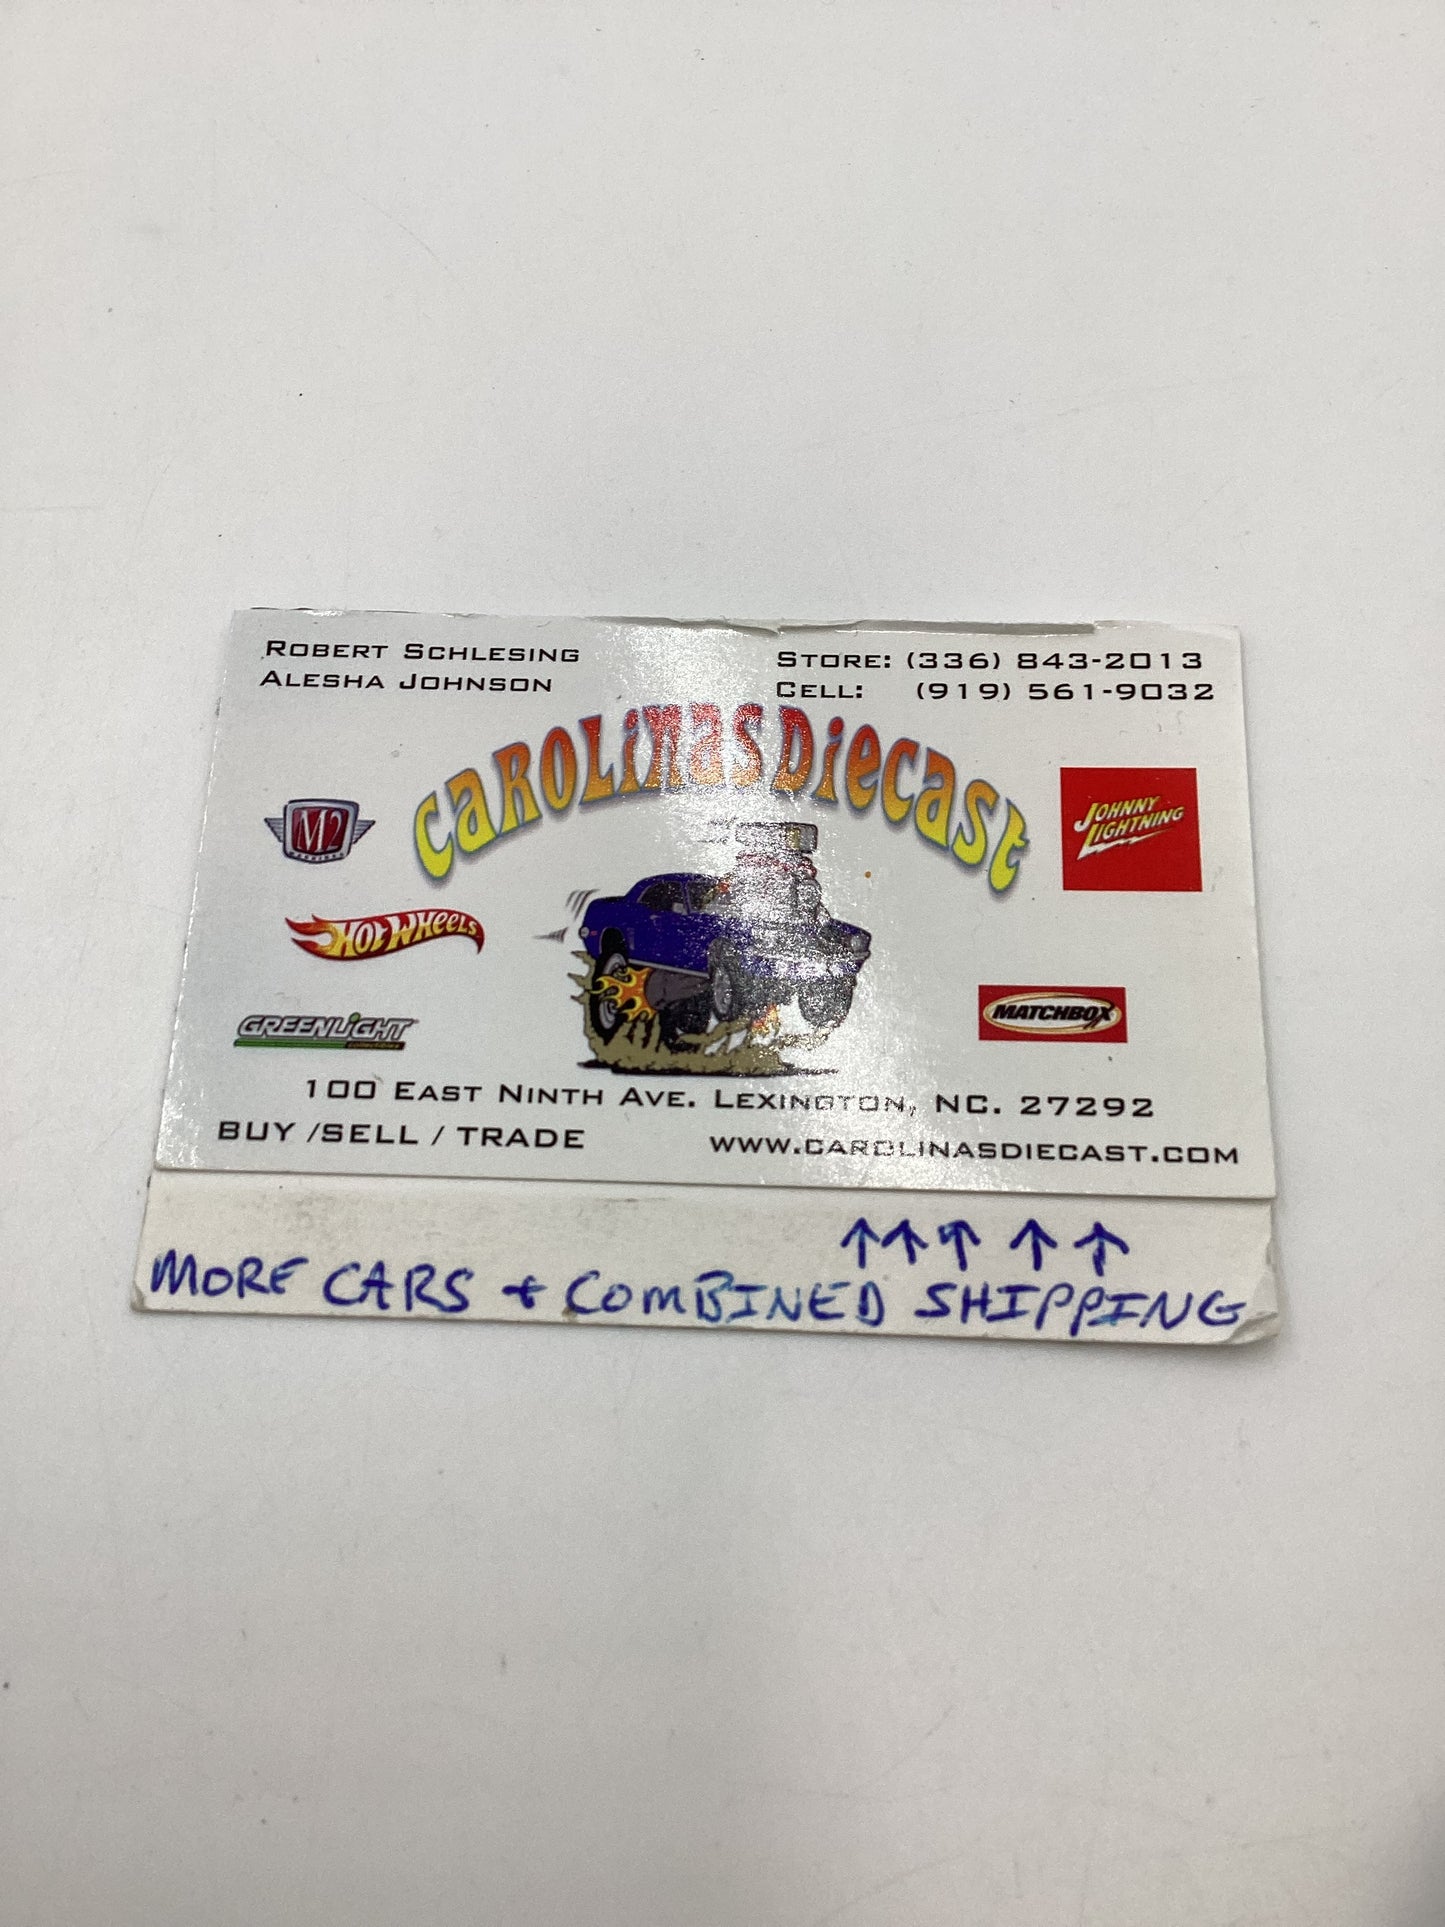 ROBERT SCHLESING
ALESHA JOHNSON
STORE: (336) 843-2013
CELL: (919) 561-9032
CAROLiNas DiecasT
M2
MACHINES
JOHNNY
LIGHTNING
HOT WHEELS
GREENLiGHT
collectibles
MATCHBOX
100 EAST NINTH AVE. LEXINGTON, NC. 27292
BUY /SELL / TRADE
WWW.CAROLINASDIECAST.COM
↑↑↑ ↑ ↑
MORE CARS + COMBINED SHIPPING